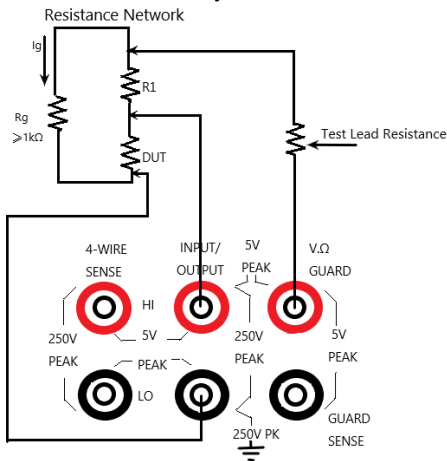 Resistance Network
Ig
R1
Rg
≥1kΩ
Test Lead Resistance
DUT
4-WIRE
SENSE
INPUT/
OUTPUT
5V
PEAK
V.Ω
GUARD
HI
250V
PEAK
5V
250V
PEAK
5V
PEAK
PEAK
LO
250V PK
GUARD
SENSE